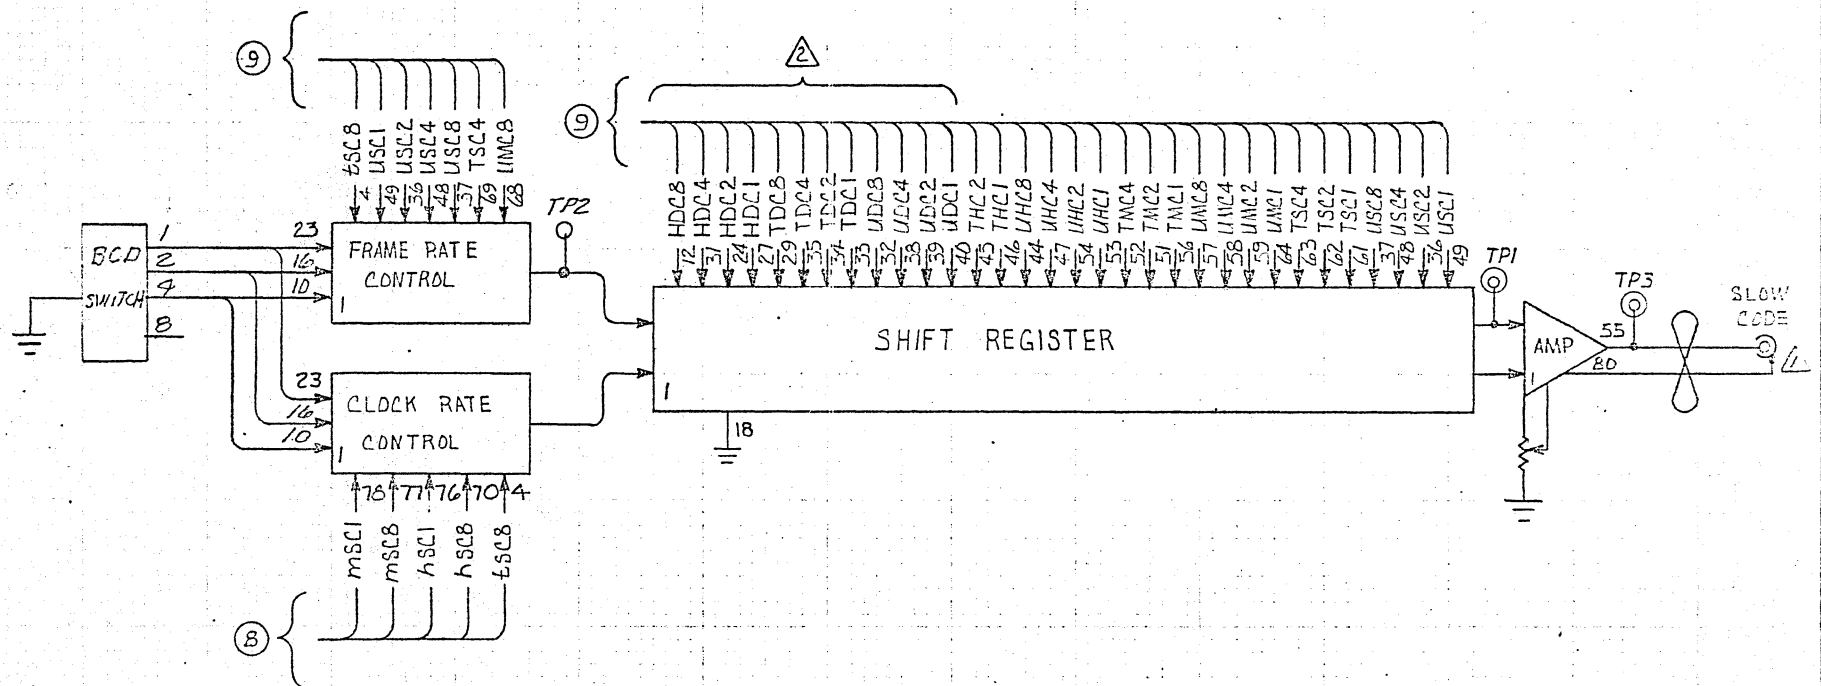 9
tSC8
USC1
USC2
USC4
USC8
TSC4
UMC8
4
49
36
48
37
69
68
BCD
SWITCH
1
2
4
8
23
16
10
FRAME RATE
CONTROL
1
TP2
23
16
10
CLOCK RATE
CONTROL
1
78
77
76
70
4
mSC1
mSC8
hSC1
hSC8
tSC8
8
2
9
HDC8
HDC4
HDC2
HDC1
TDC8
TDC4
TDC2
TDC1
UDC8
UDC4
UDC2
UDC1
THC2
THC1
UHC8
UHC4
UHC2
UHC1
TMC4
TMC2
TMC1
UMC8
UMC4
UMC2
UMC1
TSC4
TSC2
TSC1
USC8
USC4
USC2
USC1
12
31
24
27
29
35
34
33
32
38
39
40
45
46
44
47
54
53
52
51
56
57
58
59
64
63
62
61
37
48
36
49
SHIFT REGISTER
1
18
TP1
AMP
1
55
80
TP3
SLOW
CODE
1